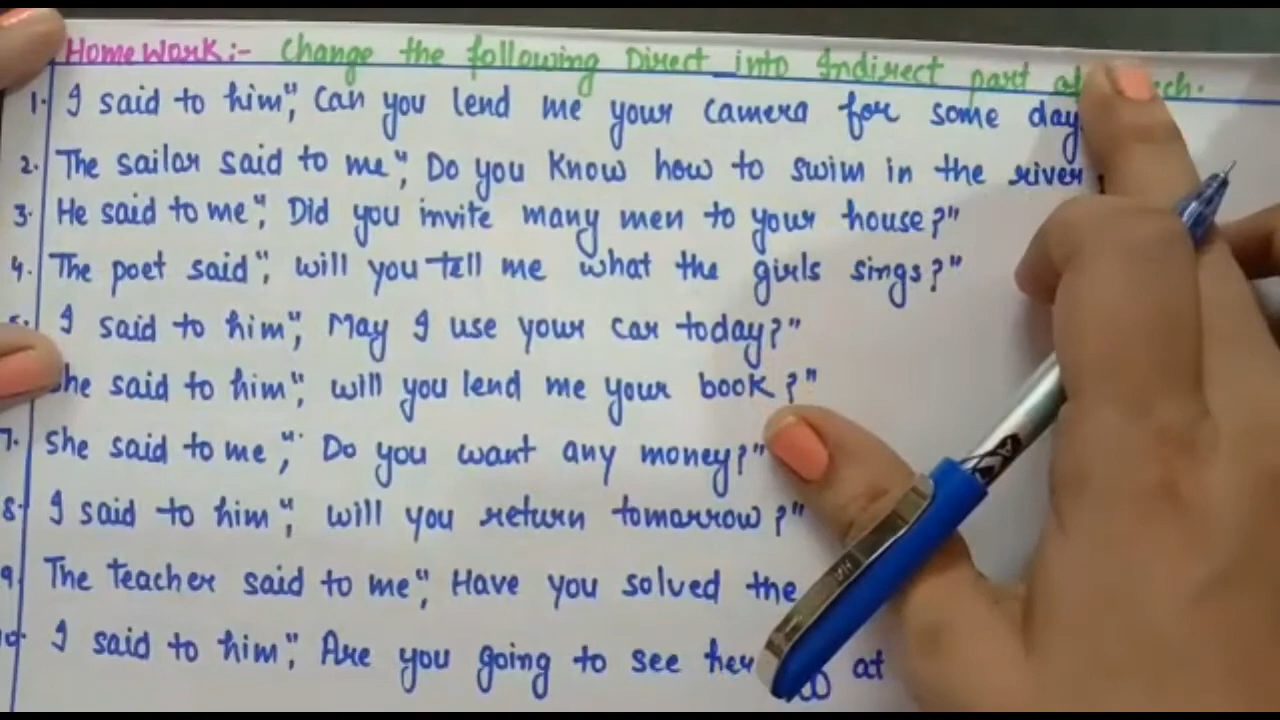 Home Work:- Change the following Direct into Indirect part of
1. I said to him", Can you lend me your camera for some day
2. The sailar said to me", Do you Know how to swim in the river
3. He said to me", Did you invite many men to your house?"
4. The poet said", will you tell me what the girls sings?"
I said to him", May I use your car today?"
She said to him", will you lend me your book?"
7. She said to me", Do you want any money?"
8. I said to him", will you return tomorrow?"
9. The teacher said to me", Have you solved the
10. I said to him", Are you going to see her at